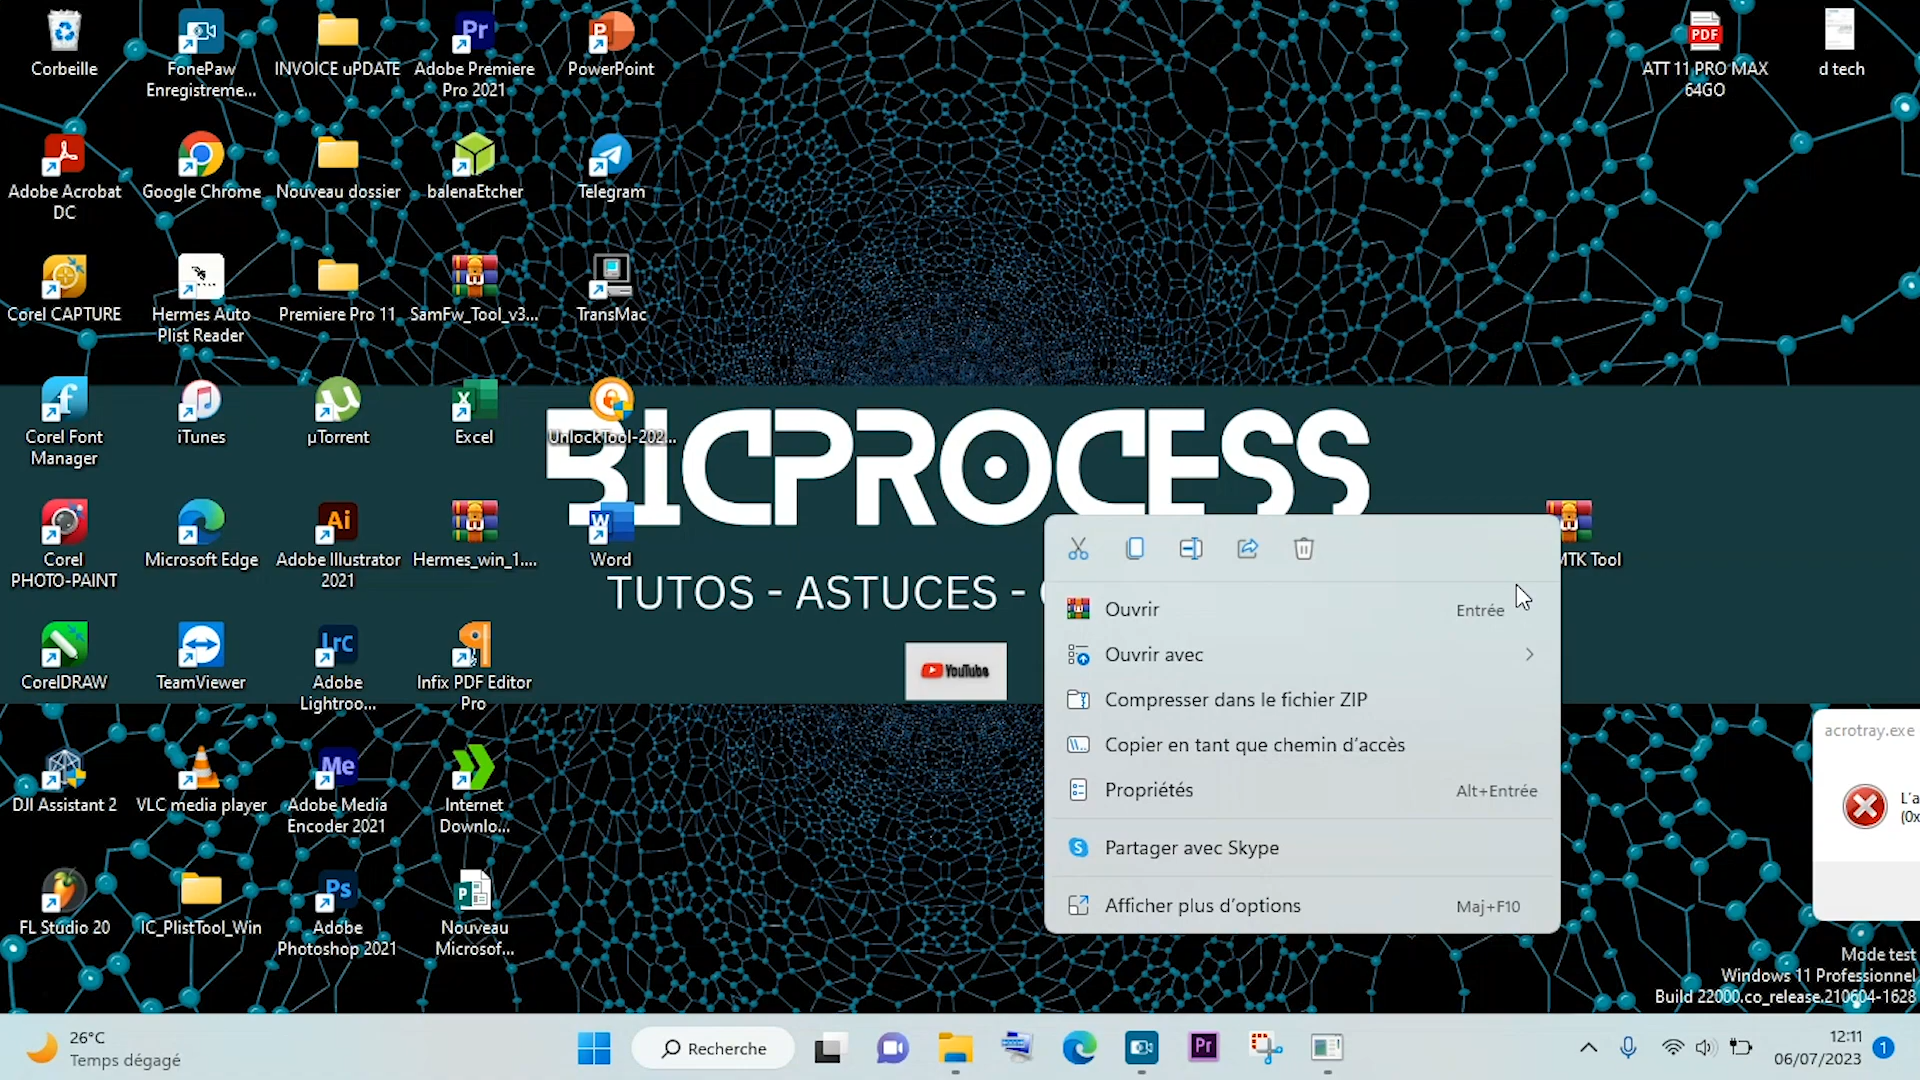 Corbeille
FonePaw
Enregistreme...
INVOICE uPDATE
Adobe Premiere
Pro 2021
PowerPoint
ATT 11 PRO MAX
64GO
d tech
Adobe Acrobat
DC
Google Chrome
Nouveau dossier
balenaEtcher
Telegram
Corel CAPTURE
Hermes Auto
Plist Reader
Premiere Pro 11
SamFw_Tool_v3...
TransMac
Corel Font
Manager
iTunes
µTorrent
Excel
UnlockTool-202...
BICPROCESS
Corel
PHOTO-PAINT
Microsoft Edge
Adobe Illustrator
2021
Hermes_win_1....
Word
MTK Tool
TUTOS - ASTUCES -
YouTube
CorelDRAW
TeamViewer
Adobe
Lightroo...
Infix PDF Editor
Pro
Ouvrir Entrée
Ouvrir avec
Compresser dans le fichier ZIP
Copier en tant que chemin d'accès
Propriétés Alt+Entrée
Partager avec Skype
Afficher plus d'options Maj+F10
DJI Assistant 2
VLC media player
Adobe Media
Encoder 2021
Internet
Downlo...
acrotray.exe
L'a
(0x
FL Studio 20
IC_PlistTool_Win
Adobe
Photoshop 2021
Nouveau
Microsof...
Mode test
Windows 11 Professionnel
Build 22000.co_release.210604-1628
26°C
Temps dégagé
Recherche
12:11
06/07/2023
1